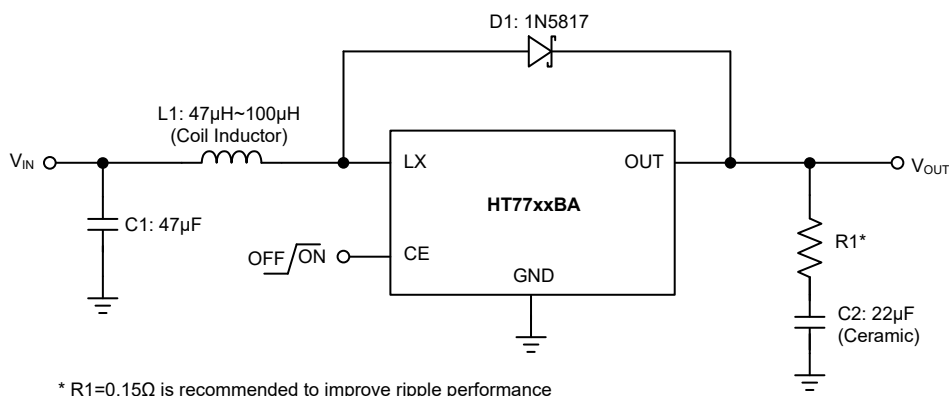 D1: 1N5817
L1: 47µH~100µH
(Coil Inductor)
VIN
LX
OUT
VOUT
HT77xxBA
C1: 47µF
R1*
OFF/ON
CE
GND
C2: 22µF
(Ceramic)
* R1=0.15Ω is recommended to improve ripple performance